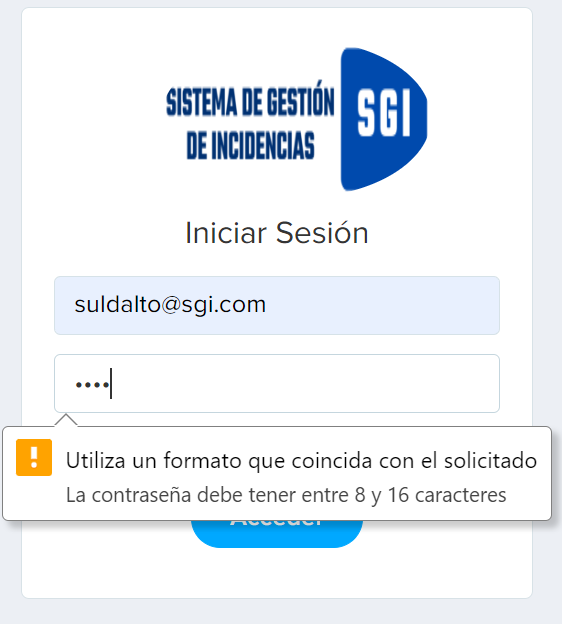 SISTEMA DE GESTIÓN
DE INCIDENCIAS
SGI
Iniciar Sesión
suldalto@sgi.com
••••
Utiliza un formato que coincida con el solicitado
La contraseña debe tener entre 8 y 16 caracteres
Acceder